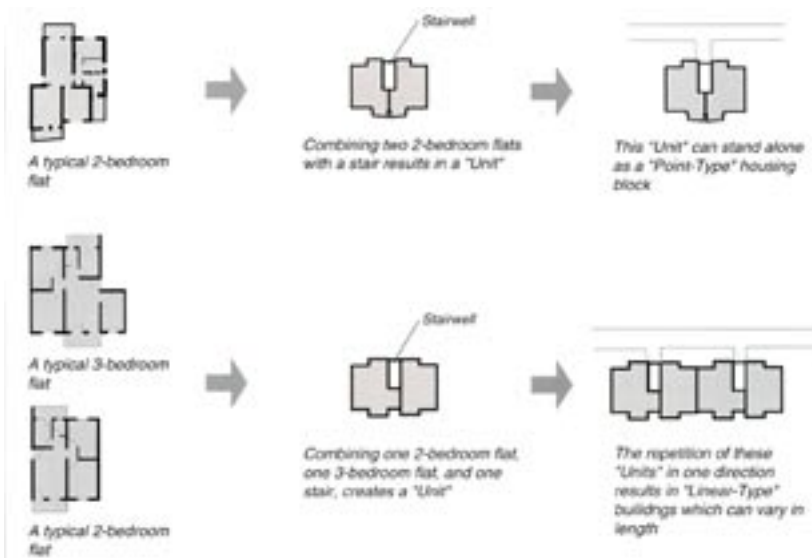 Stairwell
A typical 2-bedroom
flat
Combining two 2-bedroom flats
with a stair results in a "Unit"
This "Unit" can stand alone
as a "Point-Type" housing
block
A typical 3-bedroom
flat
Stairwell
A typical 2-bedroom
flat
Combining one 2-bedroom flat,
one 3-bedroom flat, and one
stair, creates a "Unit"
The repetition of these
"Units" in one direction
results in "Linear-Type"
buildngs which can vary in
length